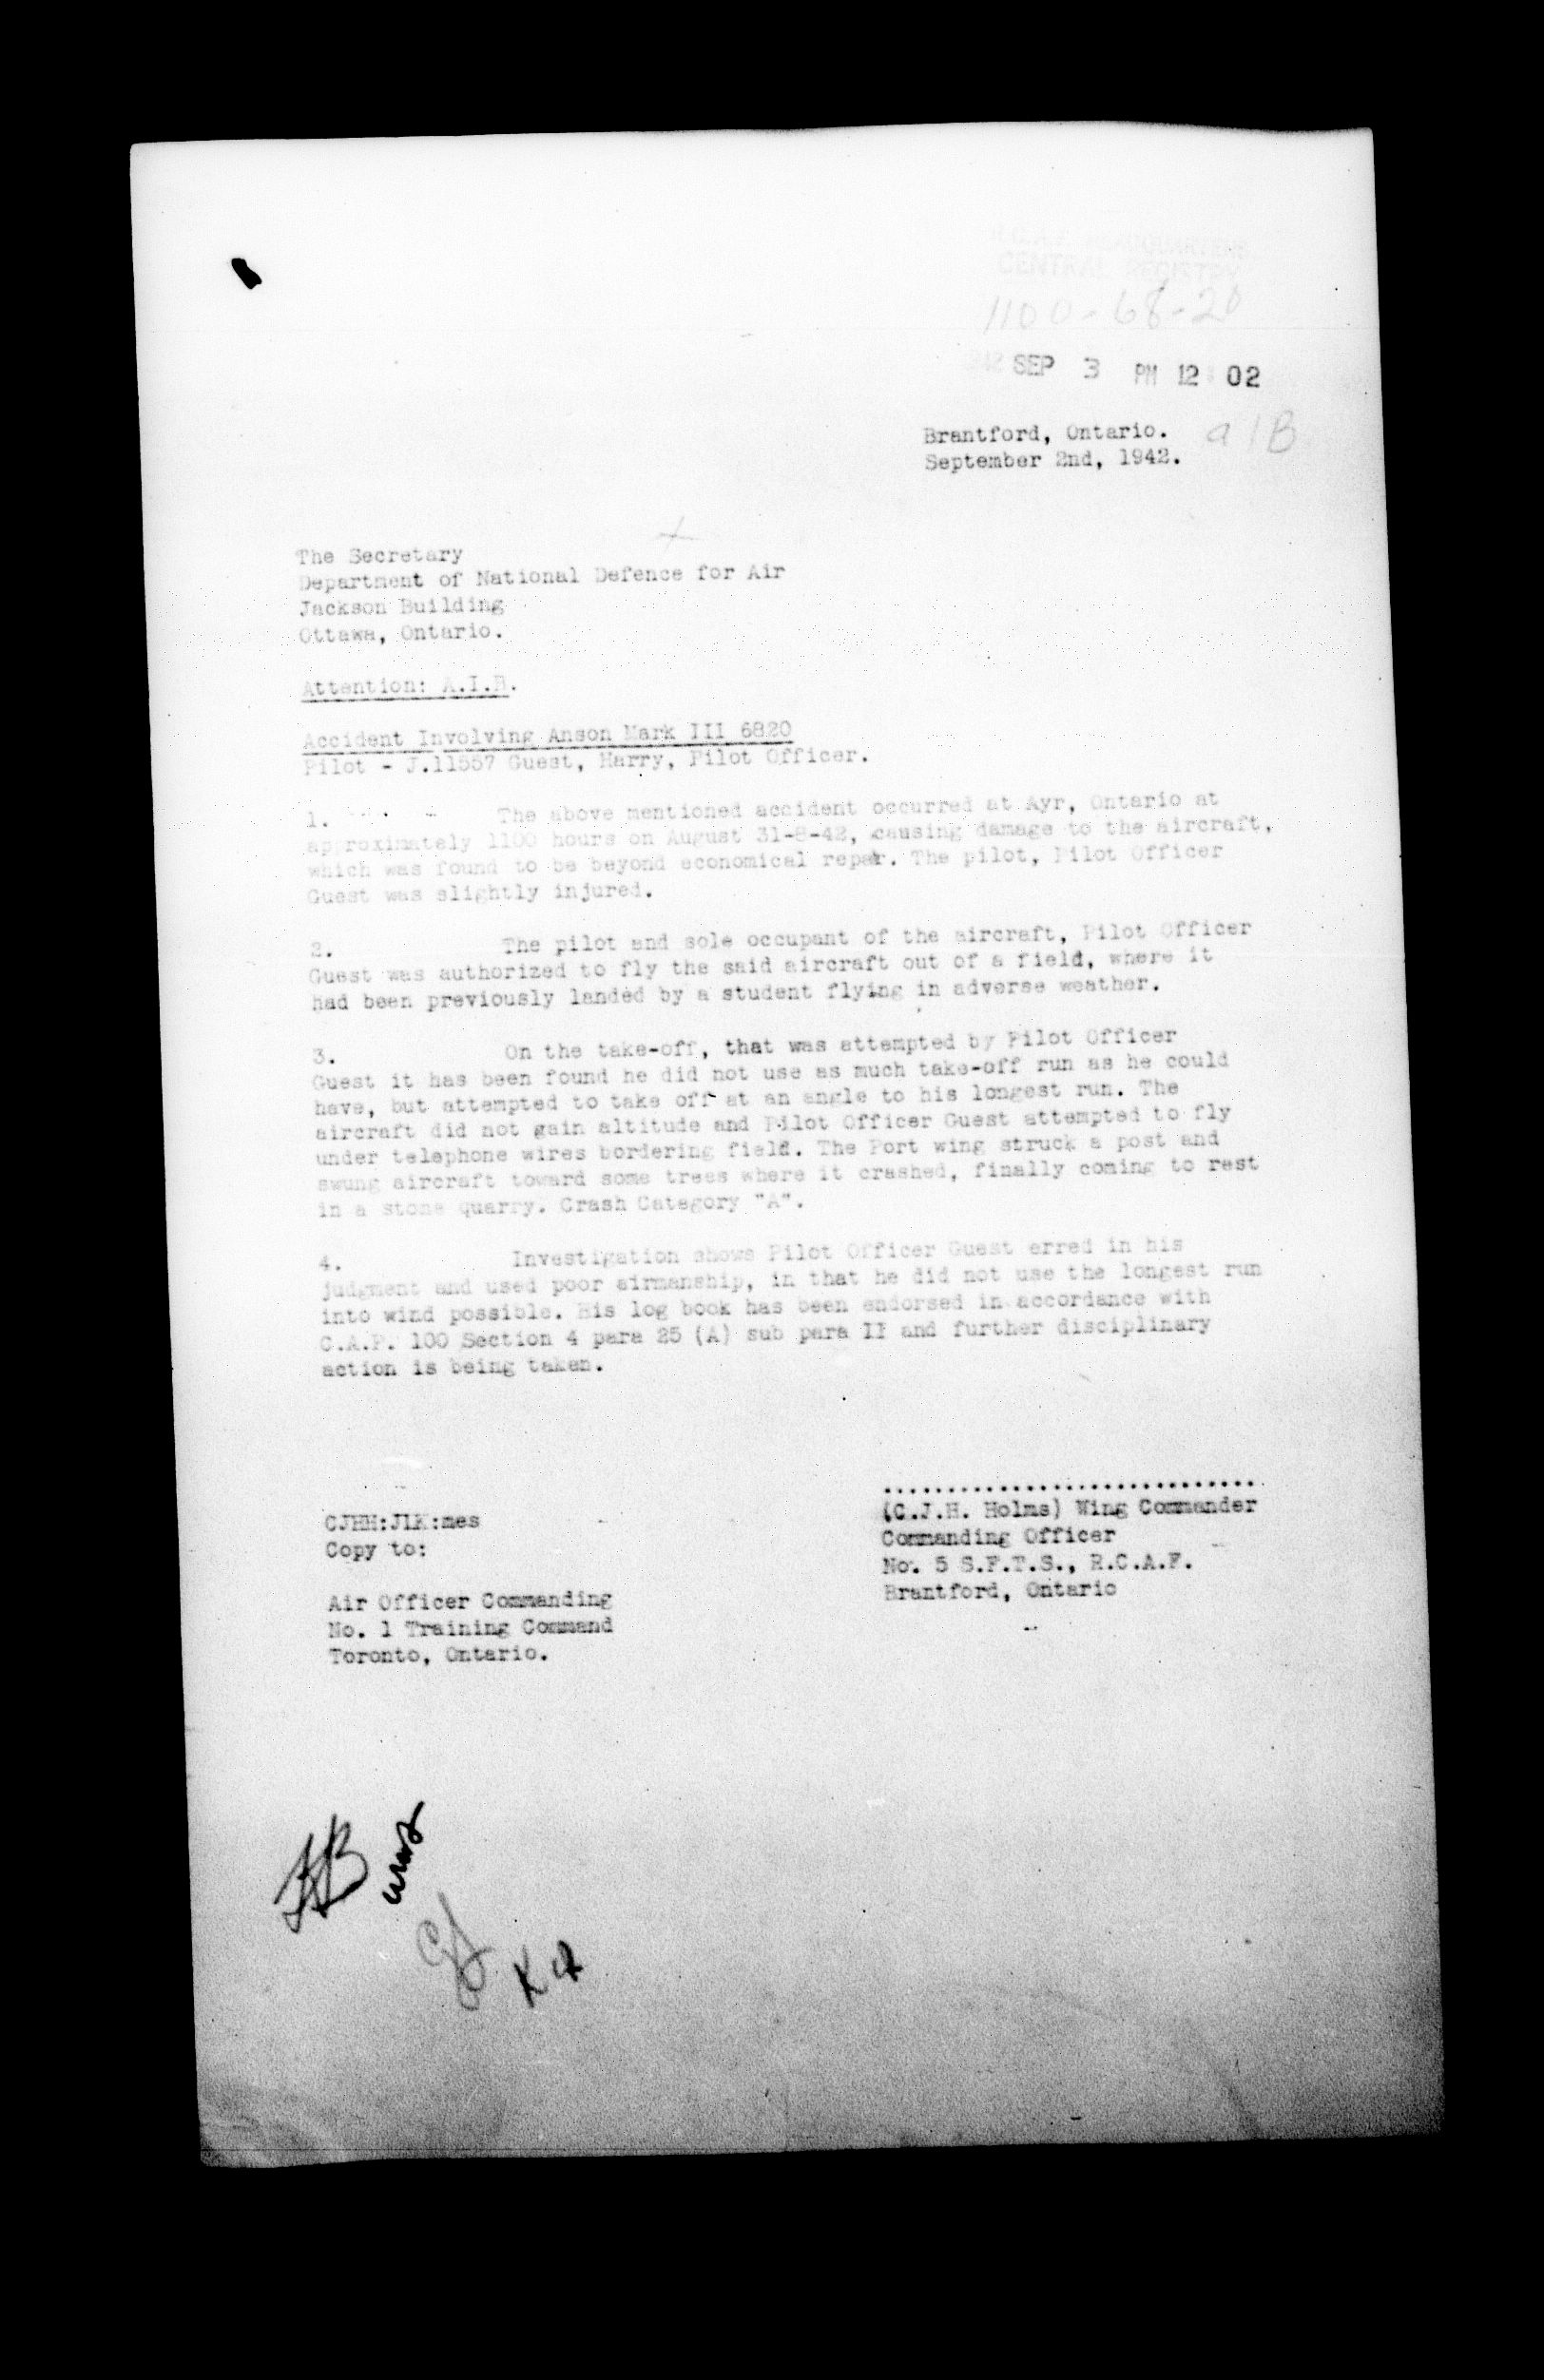 R.C.A.F. HEADQUARTERS
CENTRAL REGISTRY
1100-68-20
SEP 3 PM 12 02
Brantford, Ontario. a1B
September 2nd, 1942.
The Secretary
Department of National Defence for Air
Jackson Building
Ottawa, Ontario.
Attention: A.I.B.
Accident Involving Anson Mark III 6820
Pilot - J.11557 Guest, Harry, Pilot Officer.
1. The above mentioned accident occurred at Ayr, Ontario at
approximately 1100 hours on August 31-8-42, causing damage to the aircraft,
which was found to be beyond economical repar. The pilot, Pilot Officer
Guest was slightly injured.
2. The pilot and sole occupant of the aircraft, Pilot Officer
Guest was authorized to fly the said aircraft out of a field, where it
had been previously landed by a student flying in adverse weather.
3. On the take-off, that was attempted by Pilot Officer
Guest it has been found he did not use as much take-off run as he could
have, but attempted to take off at an angle to his longest run. The
aircraft did not gain altitude and Pilot Officer Guest attempted to fly
under telephone wires bordering field. The Port wing struck a post and
swung aircraft toward some trees where it crashed, finally coming to rest
in a stone quarry. Crash Category "A".
4. Investigation shows Pilot Officer Guest erred in his
judgment and used poor airmanship, in that he did not use the longest run
into wind possible. His log book has been endorsed in accordance with
C.A.P. 100 Section 4 para 25 (A) sub para II and further disciplinary
action is being taken.
..............................
(C.J.H. Holms) Wing Commander
Commanding Officer
No. 5 S.F.T.S., R.C.A.F.
Brantford, Ontario
CJHH:JLK:mes
Copy to:
Air Officer Commanding
No. 1 Training Command
Toronto, Ontario.